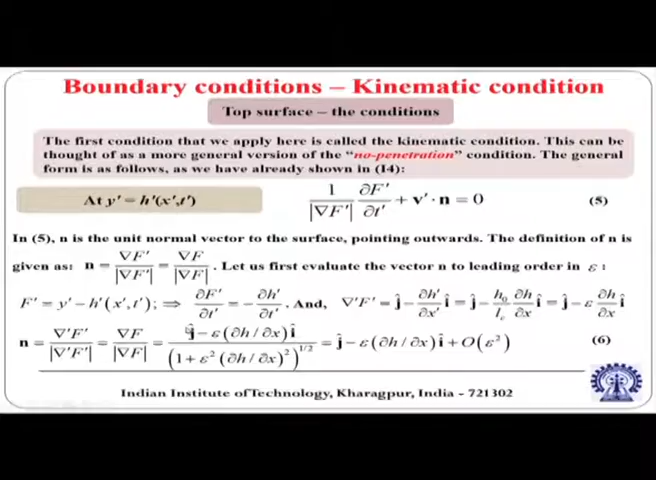 Boundary conditions – Kinematic condition
Top surface – the conditions
The first condition that we apply here is called the kinematic condition. This can be
thought of as a more general version of the "no-penetration" condition. The general
form is as follows, as we have already shown in (14):
At y' = h'(x',t')
1/|∇F'| ∂F'/∂t' + v'·n = 0 (5)
In (5), n is the unit normal vector to the surface, pointing outwards. The definition of n is
given as: n = ∇F'/|∇F'| = ∇F/|∇F| . Let us first evaluate the vector n to leading order in ε :
F' = y' − h'(x',t'); ⇒ ∂F'/∂t' = −∂h'/∂t' . And, ∇'F' = ĵ − ∂h'/∂x' î = ĵ − h₀/l_c ∂h/∂x î = ĵ − ε ∂h/∂x î
n = ∇'F'/|∇'F'| = ∇F/|∇F| = (ĵ − ε(∂h/∂x)î)/(1 + ε²(∂h/∂x)²)^{1/2} = ĵ − ε(∂h/∂x)î + O(ε²) (6)
Indian Institute of Technology, Kharagpur, India - 721302